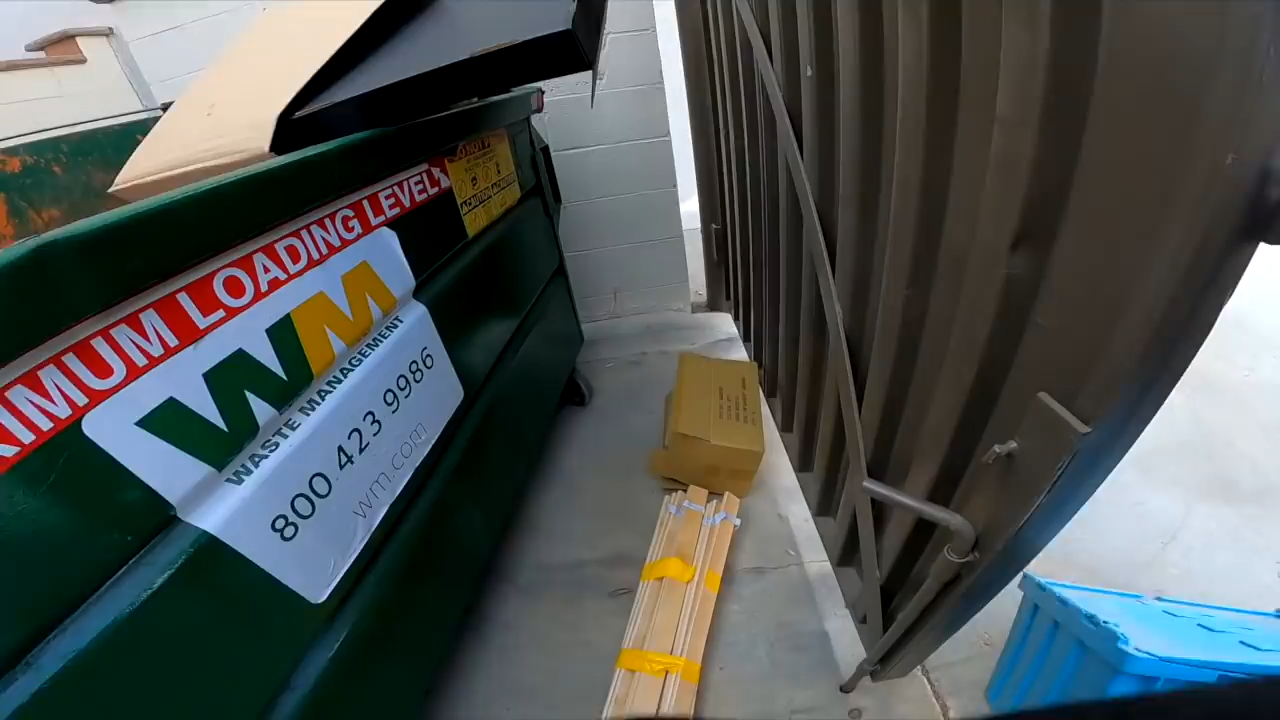 IMUM LOADING LEVEL
WM
WASTE MANAGEMENT
800.423.9986
wm.com